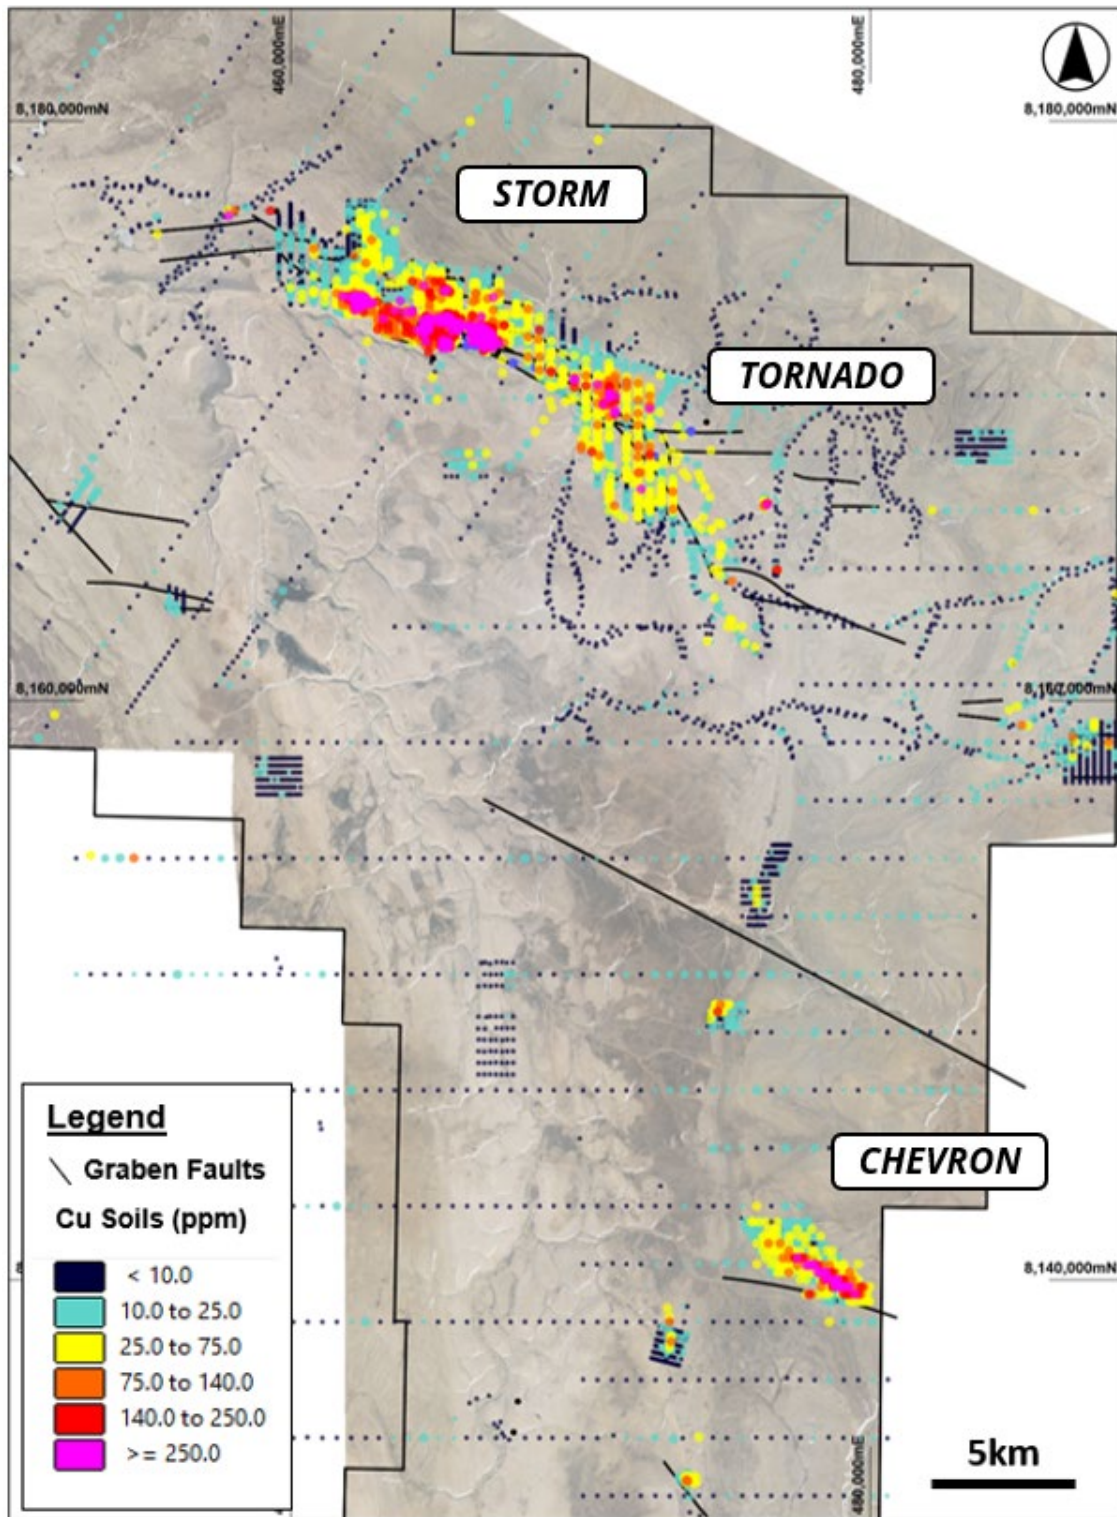 460,000mE
480,000mE
8,180,000mN
8,180,000mN
STORM
TORNADO
8,160,000mN
8,160,000mN
CHEVRON
Legend
Graben Faults
Cu Soils (ppm)
< 10.0
10.0 to 25.0
25.0 to 75.0
75.0 to 140.0
140.0 to 250.0
>= 250.0
8,140,000mN
480,000mE
5km